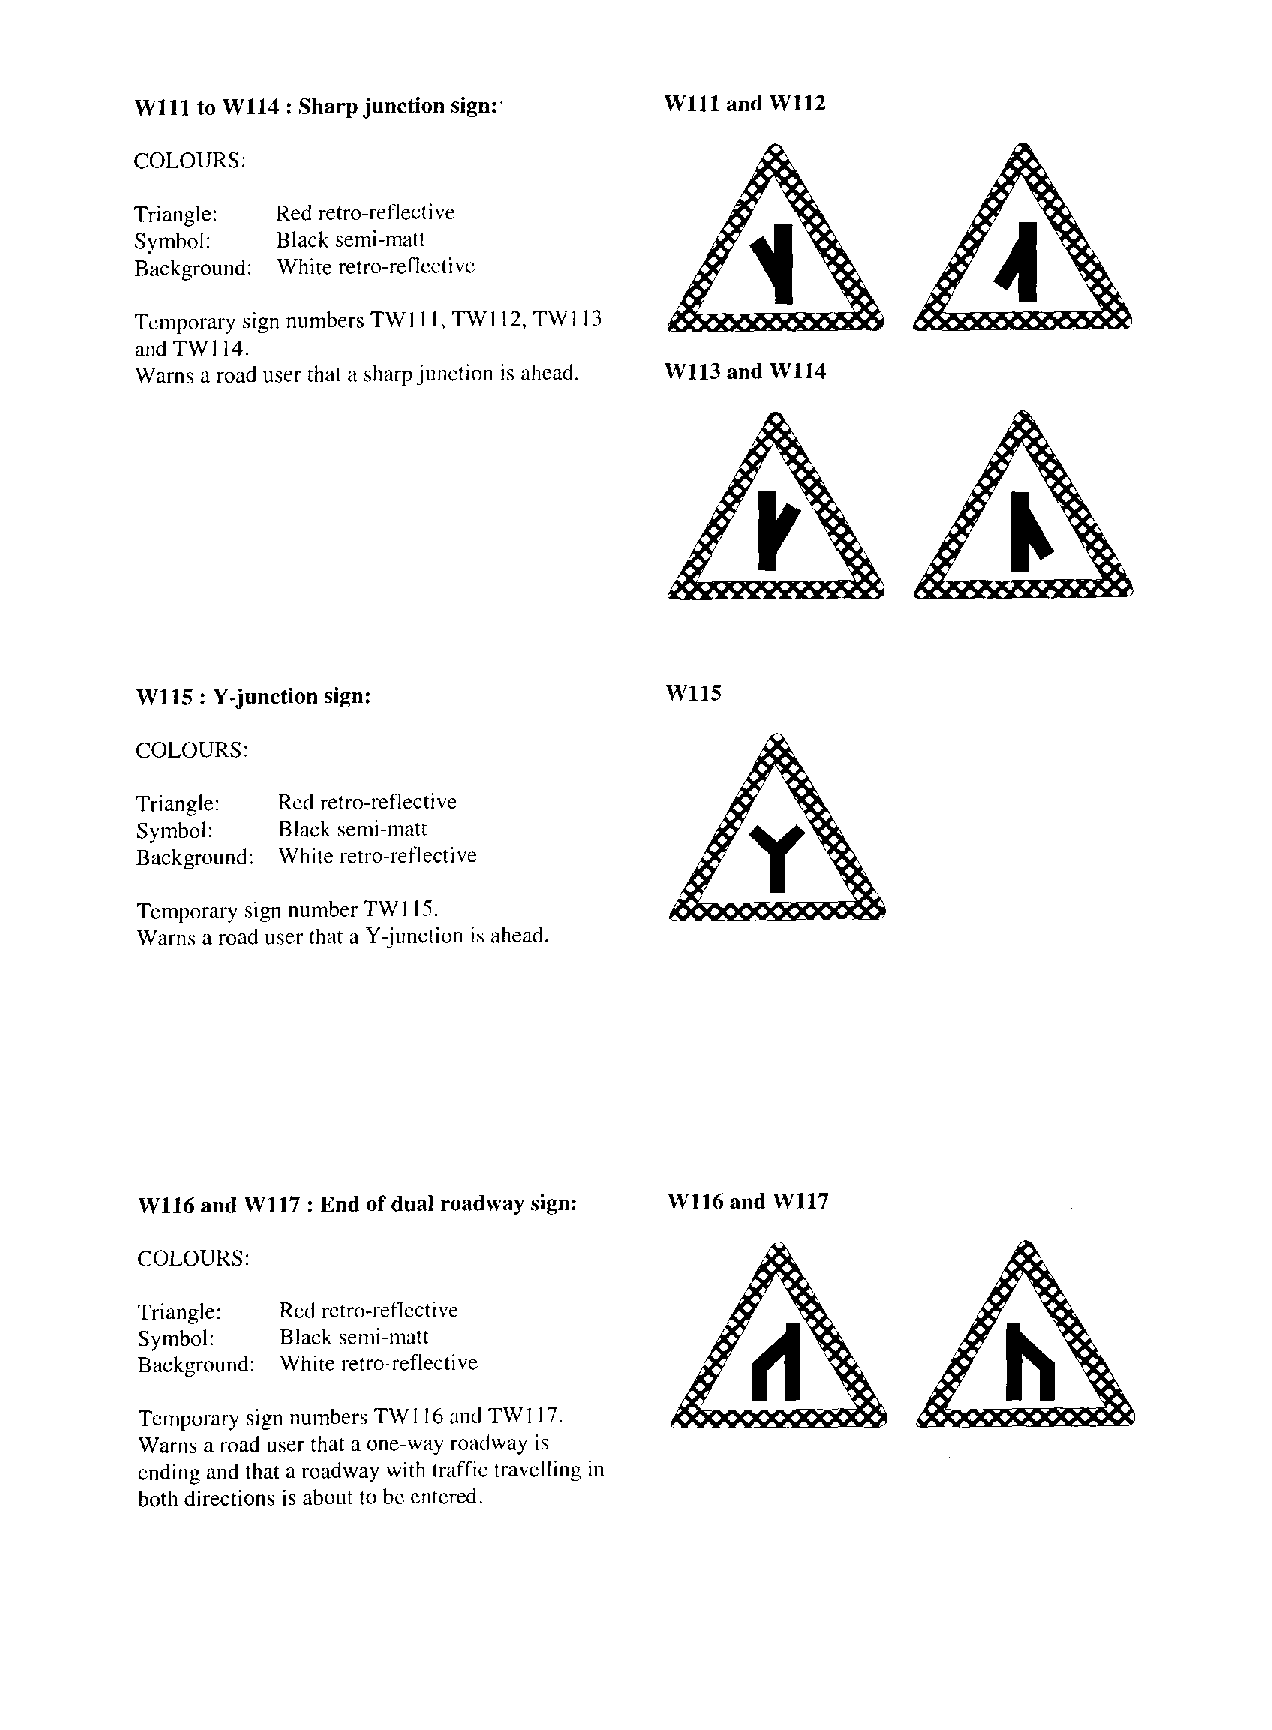 W111 to W114 : Sharp junction sign:
COLOURS:
Triangle: Red retro-reflective
Symbol: Black semi-matt
Background: White retro-reflective
Temporary sign numbers TW111, TW112, TW113
and TW114.
Warns a road user that a sharp junction is ahead.
W111 and W112
W113 and W114
W115 : Y-junction sign:
COLOURS:
Triangle: Red retro-reflective
Symbol: Black semi-matt
Background: White retro-reflective
Temporary sign number TW115.
Warns a road user that a Y-junction is ahead.
W115
W116 and W117 : End of dual roadway sign:
COLOURS:
Triangle: Red retro-reflective
Symbol: Black semi-matt
Background: White retro-reflective
Temporary sign numbers TW116 and TW117.
Warns a road user that a one-way roadway is
ending and that a roadway with traffic travelling in
both directions is about to be entered.
W116 and W117